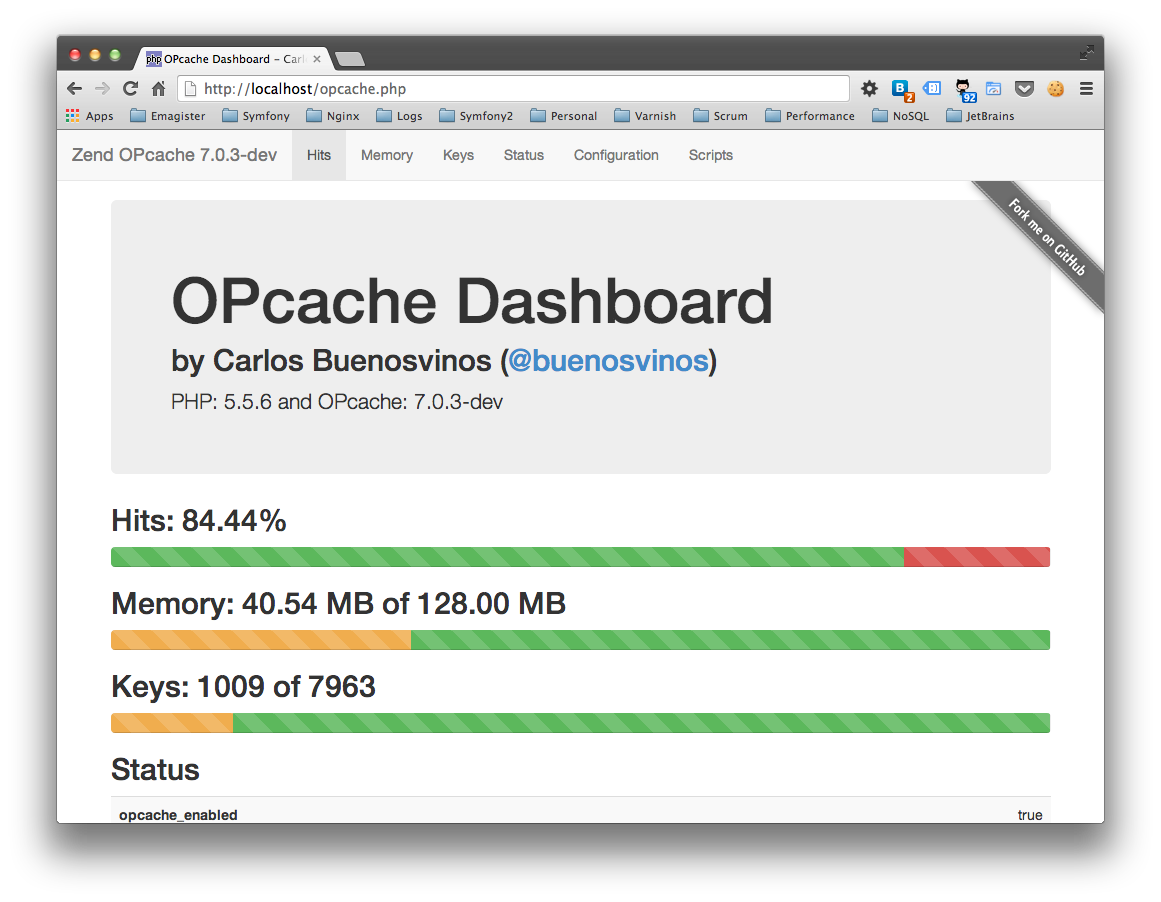 php OPcache Dashboard – Carl
http://localhost/opcache.php
B 2 92
Apps Emagister Symfony Nginx Logs Symfony2 Personal Varnish Scrum Performance NoSQL JetBrains
Zend OPcache 7.0.3-dev Hits Memory Keys Status Configuration Scripts
Fork me on GitHub
OPcache Dashboard
by Carlos Buenosvinos (@buenosvinos)
PHP: 5.5.6 and OPcache: 7.0.3-dev
Hits: 84.44%
Memory: 40.54 MB of 128.00 MB
Keys: 1009 of 7963
Status
opcache_enabled true